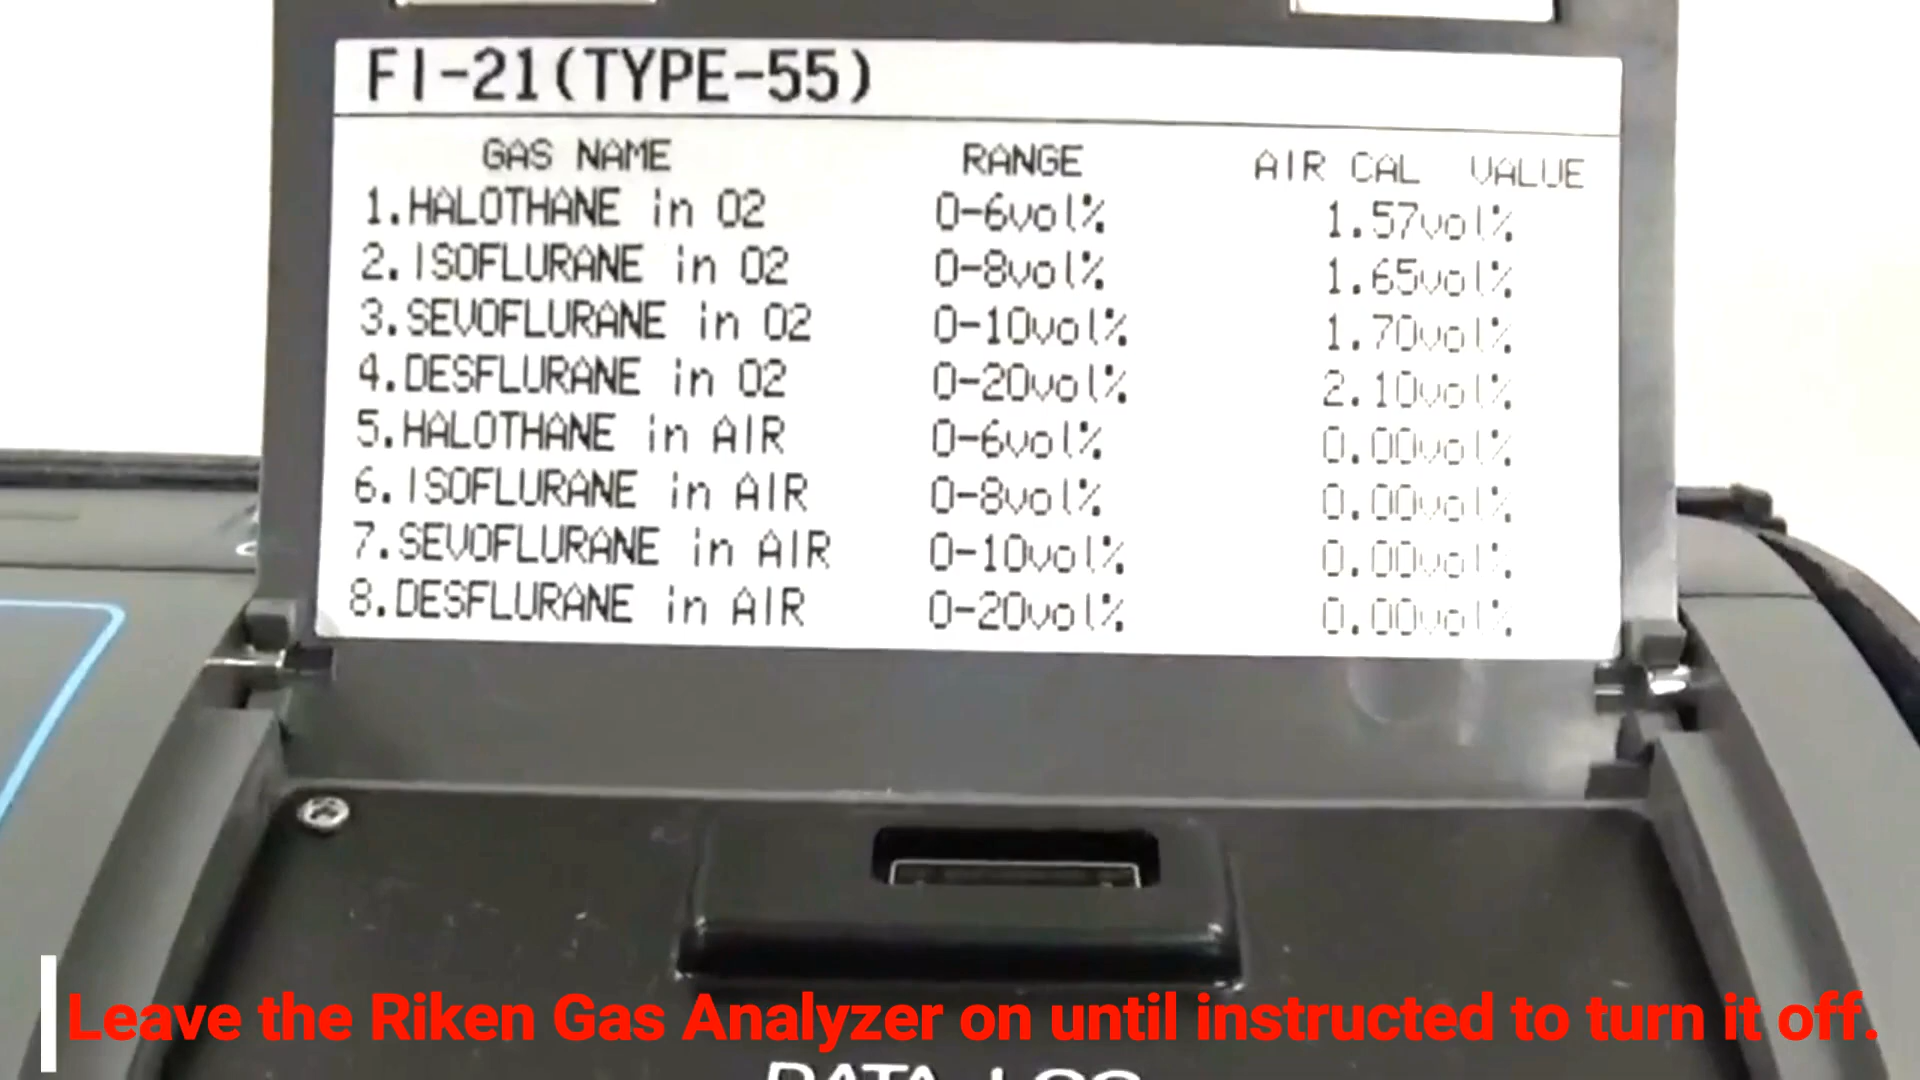 FI-21(TYPE-55)
GAS NAME RANGE AIR CAL VALUE
1.HALOTHANE in O2 0-6vol% 1.57vol%
2.ISOFLURANE in O2 0-8vol% 1.65vol%
3.SEVOFLURANE in O2 0-10vol% 1.70vol%
4.DESFLURANE in O2 0-20vol% 2.10vol%
5.HALOTHANE in AIR 0-6vol% 0.00vol%
6.ISOFLURANE in AIR 0-8vol% 0.00vol%
7.SEVOFLURANE in AIR 0-10vol% 0.00vol%
8.DESFLURANE in AIR 0-20vol% 0.00vol%
Leave the Riken Gas Analyzer on until instructed to turn it off.
DATA LOG